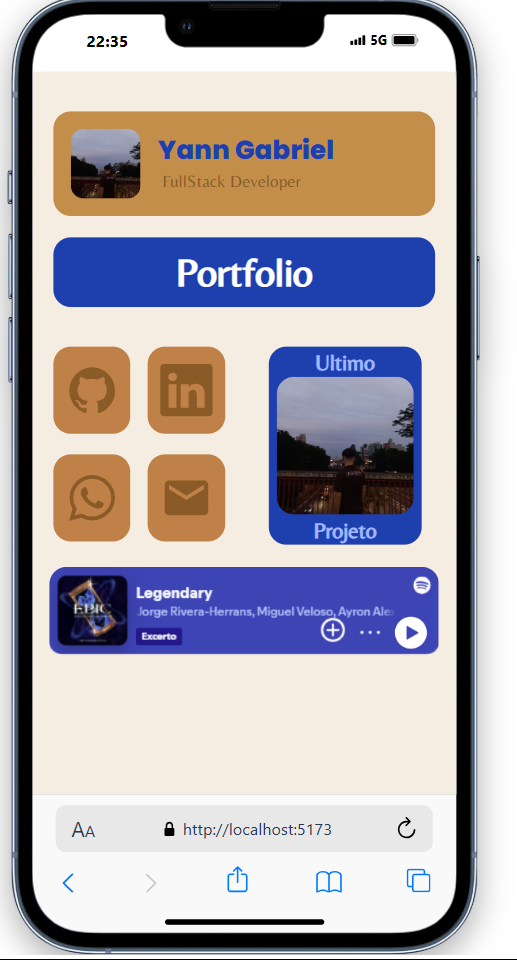 22:35 5G
Yann Gabriel
FullStack Developer
Portfolio
in
Ultimo
Projeto
EPIC
Legendary
Jorge Rivera-Herrans, Miguel Veloso, Ayron Ale
Excerto
AA http://localhost:5173